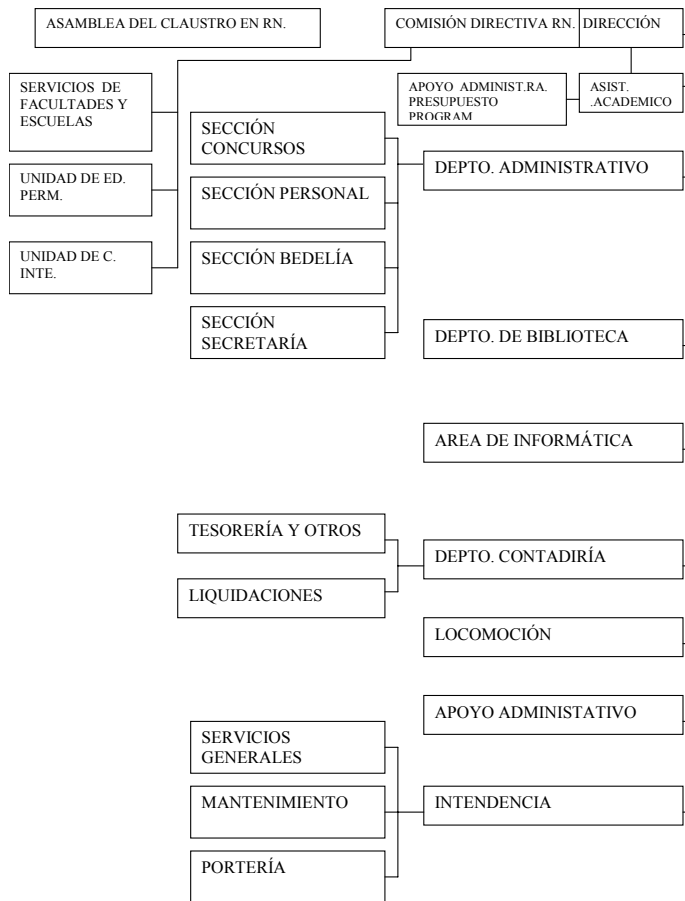 ASAMBLEA DEL CLAUSTRO EN RN.
COMISIÓN DIRECTIVA RN.
DIRECCIÓN
SERVICIOS DE
FACULTADES Y
ESCUELAS
APOYO ADMINIST.RA.
PRESUPUESTO
PROGRAM
ASIST.
.ACADEMICO
SECCIÓN
CONCURSOS
DEPTO. ADMINISTRATIVO
UNIDAD DE ED.
PERM.
SECCIÓN PERSONAL
UNIDAD DE C.
INTE.
SECCIÓN BEDELÍA
SECCIÓN
SECRETARÍA
DEPTO. DE BIBLIOTECA
AREA DE INFORMÁTICA
TESORERÍA Y OTROS
DEPTO. CONTADIRÍA
LIQUIDACIONES
LOCOMOCIÓN
APOYO ADMINISTATIVO
SERVICIOS
GENERALES
MANTENIMIENTO
INTENDENCIA
PORTERÍA